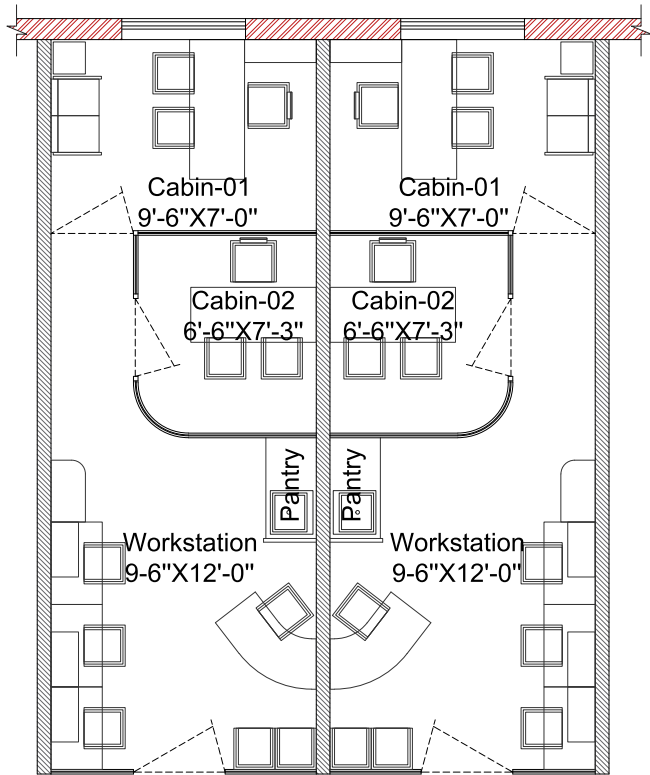 Cabin-01
9'-6"X7'-0"
Cabin-01
9'-6"X7'-0"
Cabin-02
6'-6"X7'-3"
Cabin-02
6'-6"X7'-3"
Pantry
Pantry
Workstation
9-6"X12'-0"
Workstation
9-6"X12'-0"